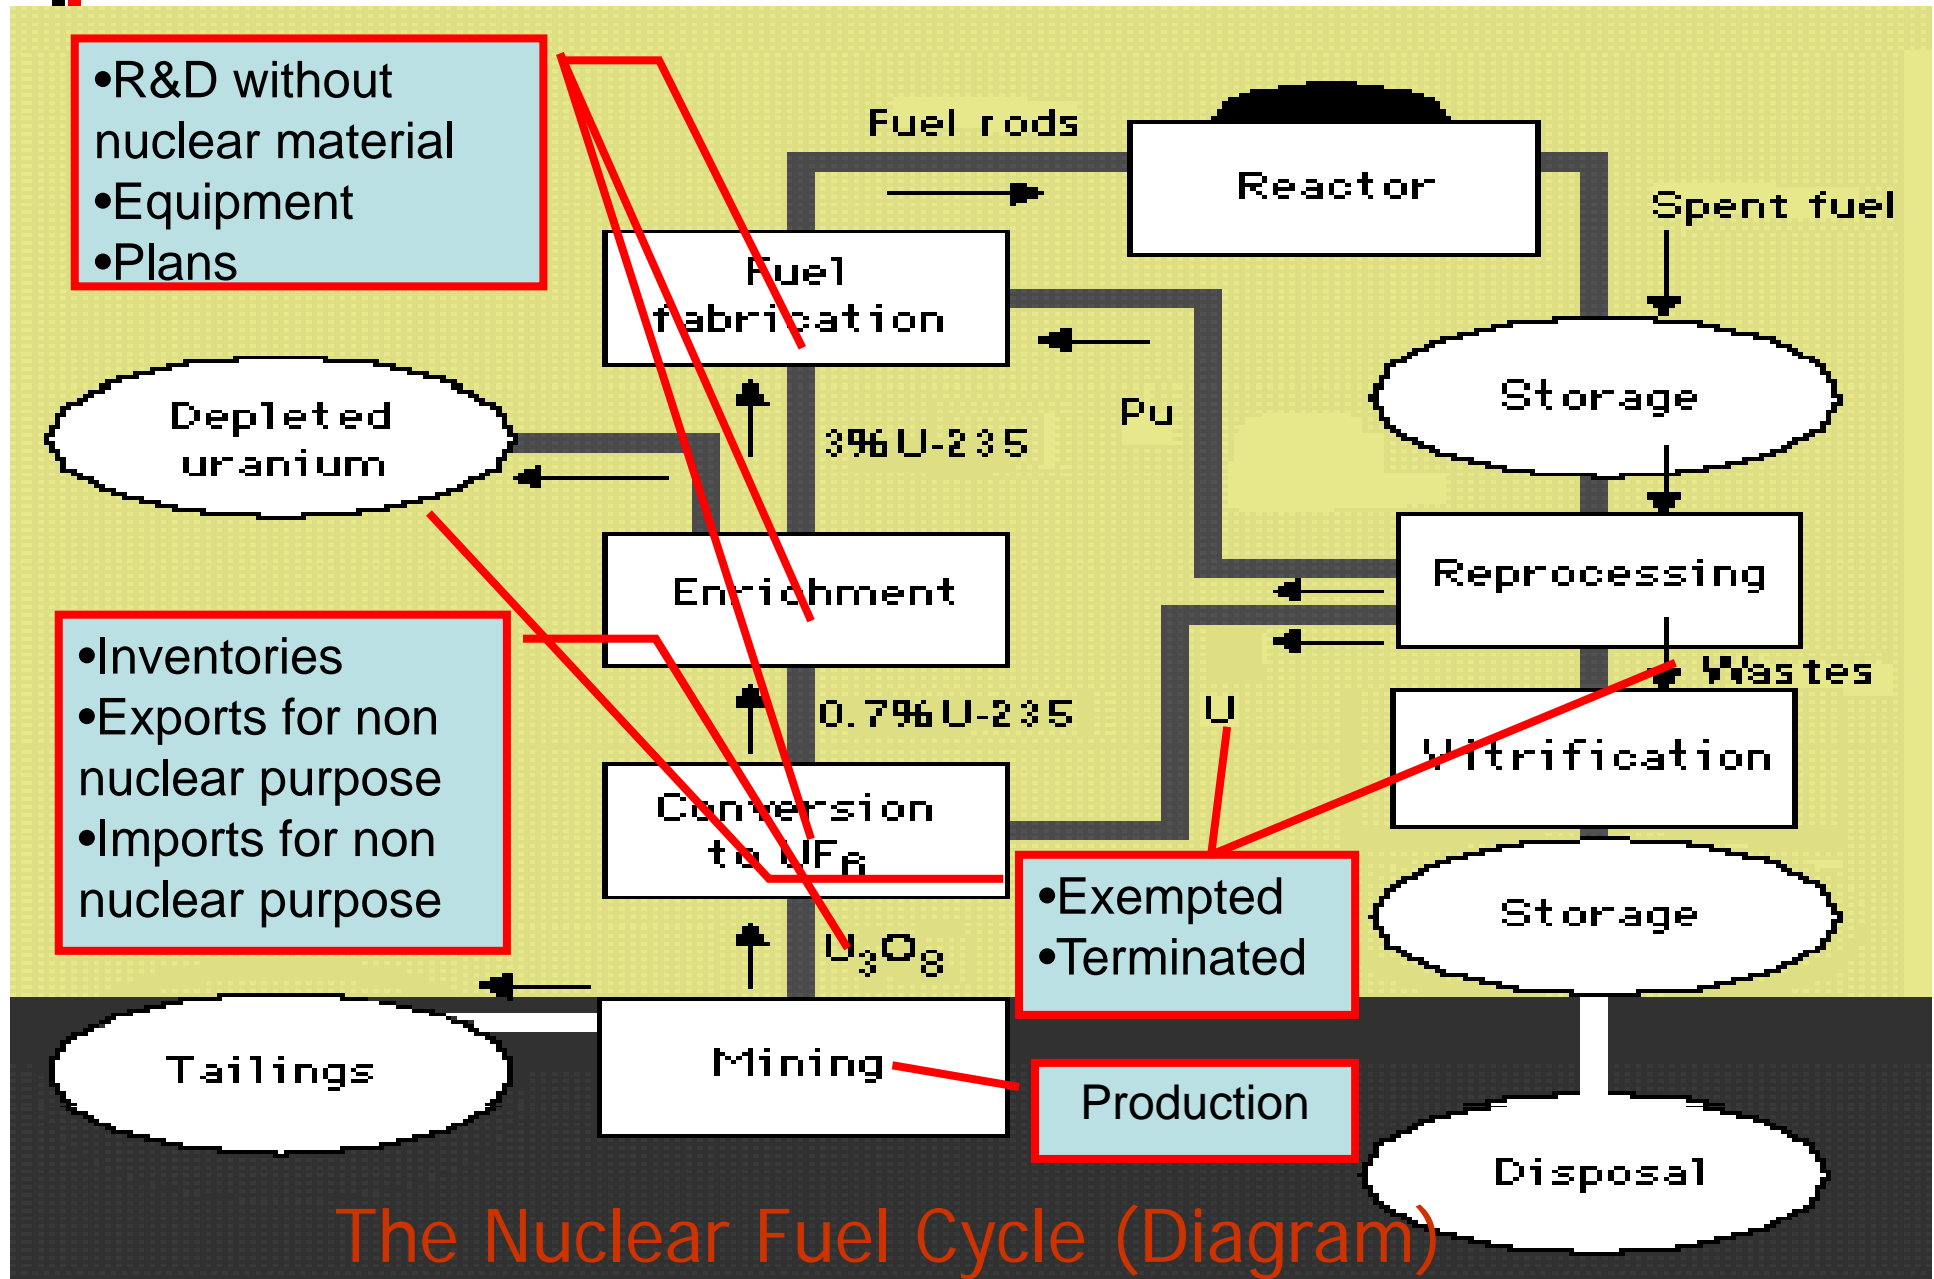 •R&D without
nuclear material
•Equipment
•Plans
Fuel rods
Reactor
Spent fuel
Fuel
fabrication
Storage
Depleted
uranium
3% U-235
Pu
Enrichment
Reprocessing
•Inventories
•Exports for non
nuclear purpose
•Imports for non
nuclear purpose
0.7% U-235
U
Wastes
Vitrification
Conversion
to UF6
•Exempted
•Terminated
Storage
U3O8
Tailings
Mining
Production
Disposal
The Nuclear Fuel Cycle (Diagram)